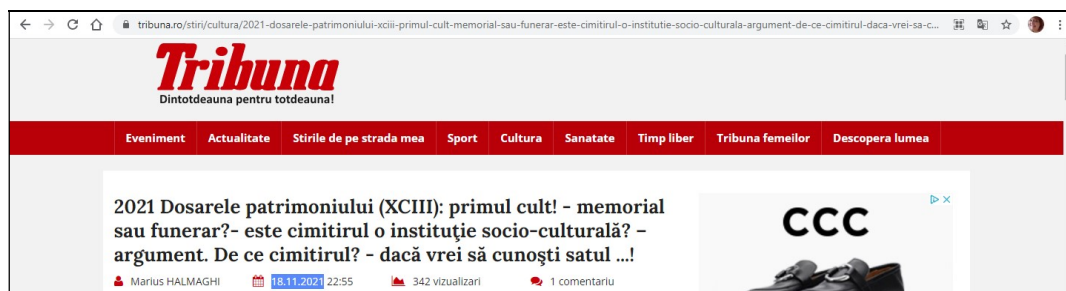 tribuna.ro/stiri/cultura/2021-dosarele-patrimoniului-xciii-primul-cult-memorial-sau-funerar-este-cimitirul-o-institutie-socio-culturala-argument-de-ce-cimitirul-daca-vrei-sa-c...
Tribuna
Dintotdeauna pentru totdeauna!
Eveniment Actualitate Stirile de pe strada mea Sport Cultura Sanatate Timp liber Tribuna femeilor Descopera lumea
2021 Dosarele patrimoniului (XCIII): primul cult! - memorial
sau funerar?- este cimitirul o instituţie socio-culturală? –
argument. De ce cimitirul? - dacă vrei să cunoşti satul ...!
Marius HALMAGHI 18.11.2021 22:55 342 vizualizari 1 comentariu
CCC